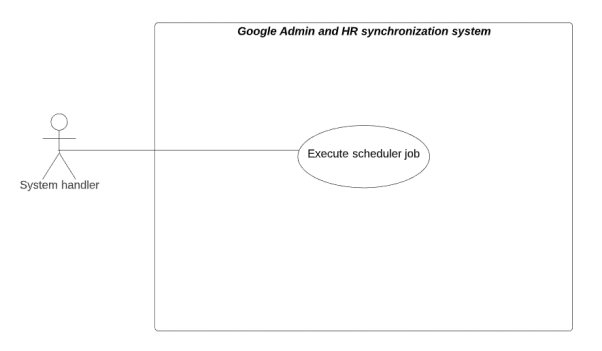 Google Admin and HR synchronization system
Execute scheduler job
System handler